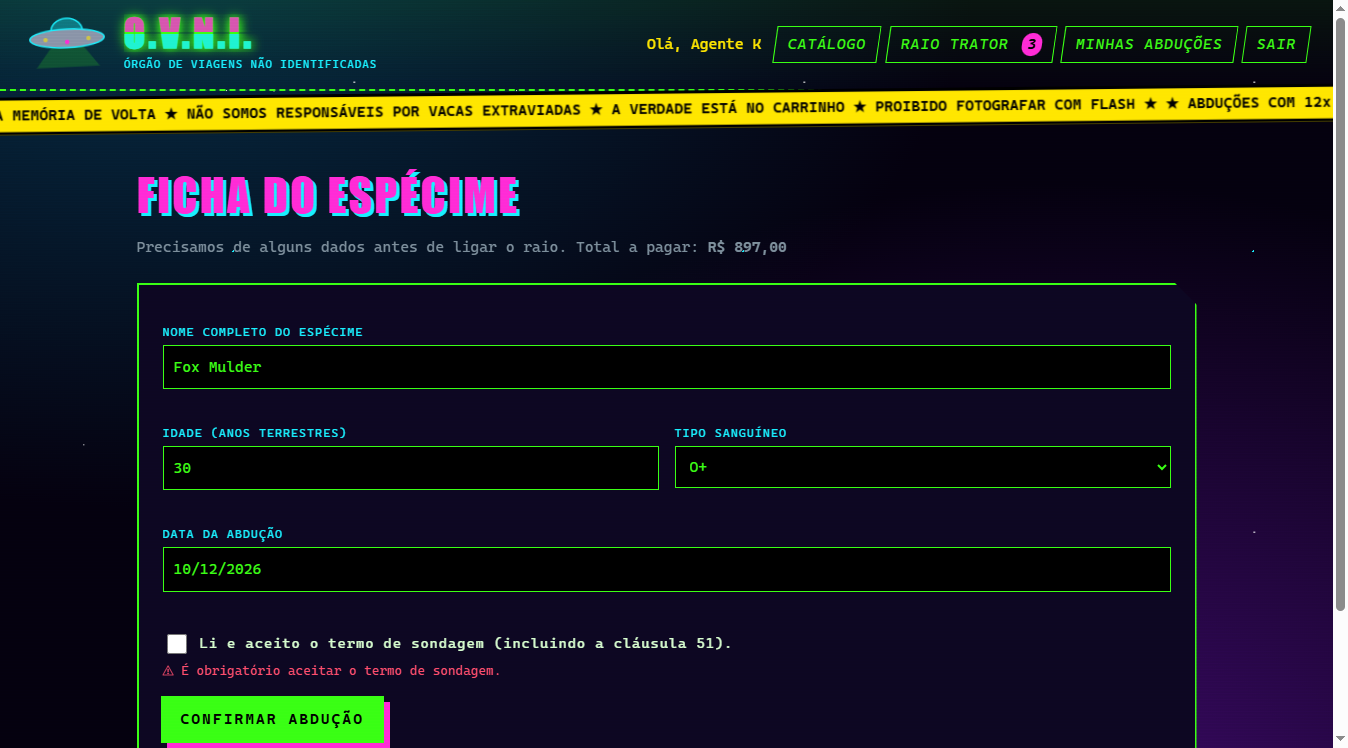 O.V.N.I.
ÓRGÃO DE VIAGENS NÃO IDENTIFICADAS
Olá, Agente K
CATÁLOGO
RAIO TRATOR 3
MINHAS ABDUÇÕES
SAIR
MEMÓRIA DE VOLTA ★ NÃO SOMOS RESPONSÁVEIS POR VACAS EXTRAVIADAS ★ A VERDADE ESTÁ NO CARRINHO ★ PROIBIDO FOTOGRAFAR COM FLASH ★ ★ ABDUÇÕES COM 12x
FICHA DO ESPÉCIME
Precisamos de alguns dados antes de ligar o raio. Total a pagar: R$ 897,00
NOME COMPLETO DO ESPÉCIME
Fox Mulder
IDADE (ANOS TERRESTRES)
TIPO SANGUÍNEO
30
O+
DATA DA ABDUÇÃO
10/12/2026
Li e aceito o termo de sondagem (incluindo a cláusula 51).
⚠ É obrigatório aceitar o termo de sondagem.
CONFIRMAR ABDUÇÃO